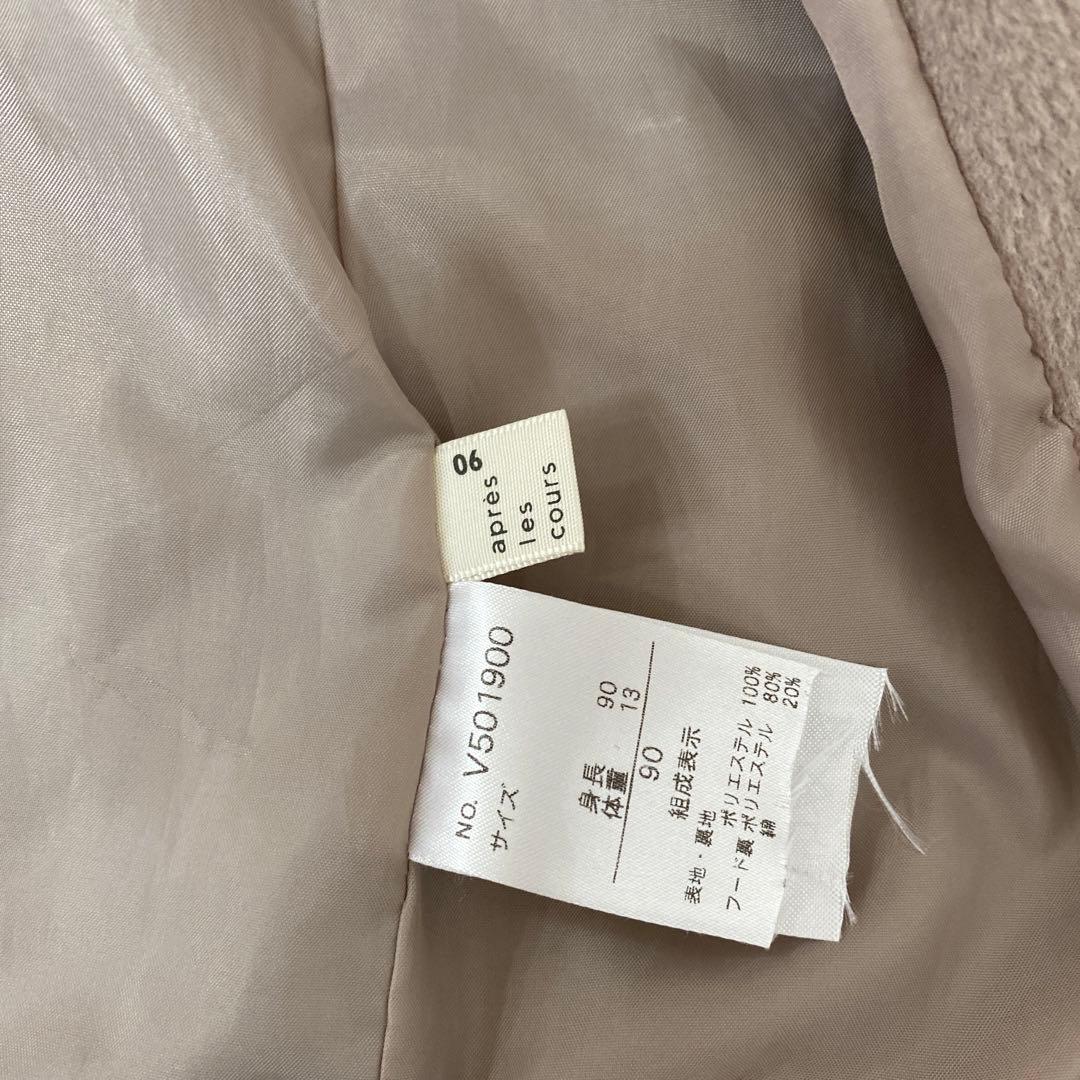 06
après
les
cours
NO. V501900
サイズ
身長 90
体重 13
90
組成表示
表地・裏地 ポリエステル 100%
フード裏 ポリエステル 80%
綿 20%